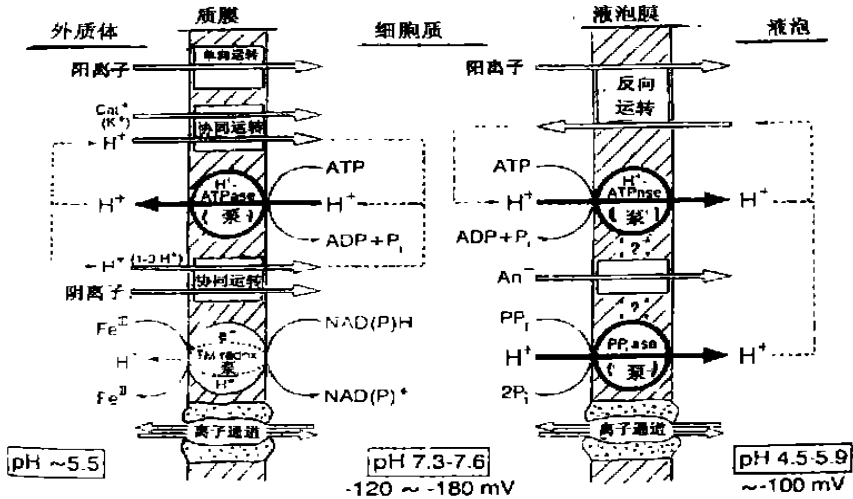 质膜
液泡膜
外质体
细胞质
液泡
单向运转
阳离子
阳离子
反向
运转
(K⁺)
协同运转
H⁺
ATP
ATP
H⁺-
ATPase
(泵)
H⁺
H⁺
H⁺-
(泵)
H⁺
H⁺
ADP+Pᵢ
ADP+Pᵢ
?
H⁺ (1-3 H⁺)
协同运转
An⁻
阴离子
?
NAD(P)H
PPᵢ
PPᵢase
(泵)
H⁺
H⁺
泵
NAD(P)⁺
2Pᵢ
离子通道
离子通道
pH ~5.5
pH 7.3-7.6
pH 4.5-5.9
-120 ~ -180 mV
~-100 mV